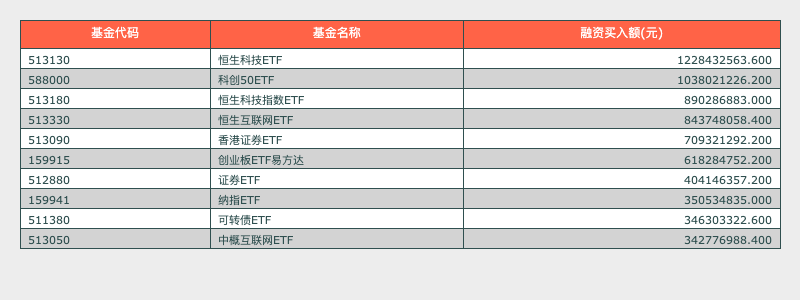 基金代码 基金名称 融资买入额(元)
513130 恒生科技ETF 1228432563.600
588000 科创50ETF 1038021226.200
513180 恒生科技指数ETF 890286883.000
513330 恒生互联网ETF 843748058.400
513090 香港证券ETF 709321292.200
159915 创业板ETF易方达 618284752.200
512880 证券ETF 404146357.200
159941 纳指ETF 350534835.000
511380 可转债ETF 346303322.600
513050 中概互联网ETF 342776988.400